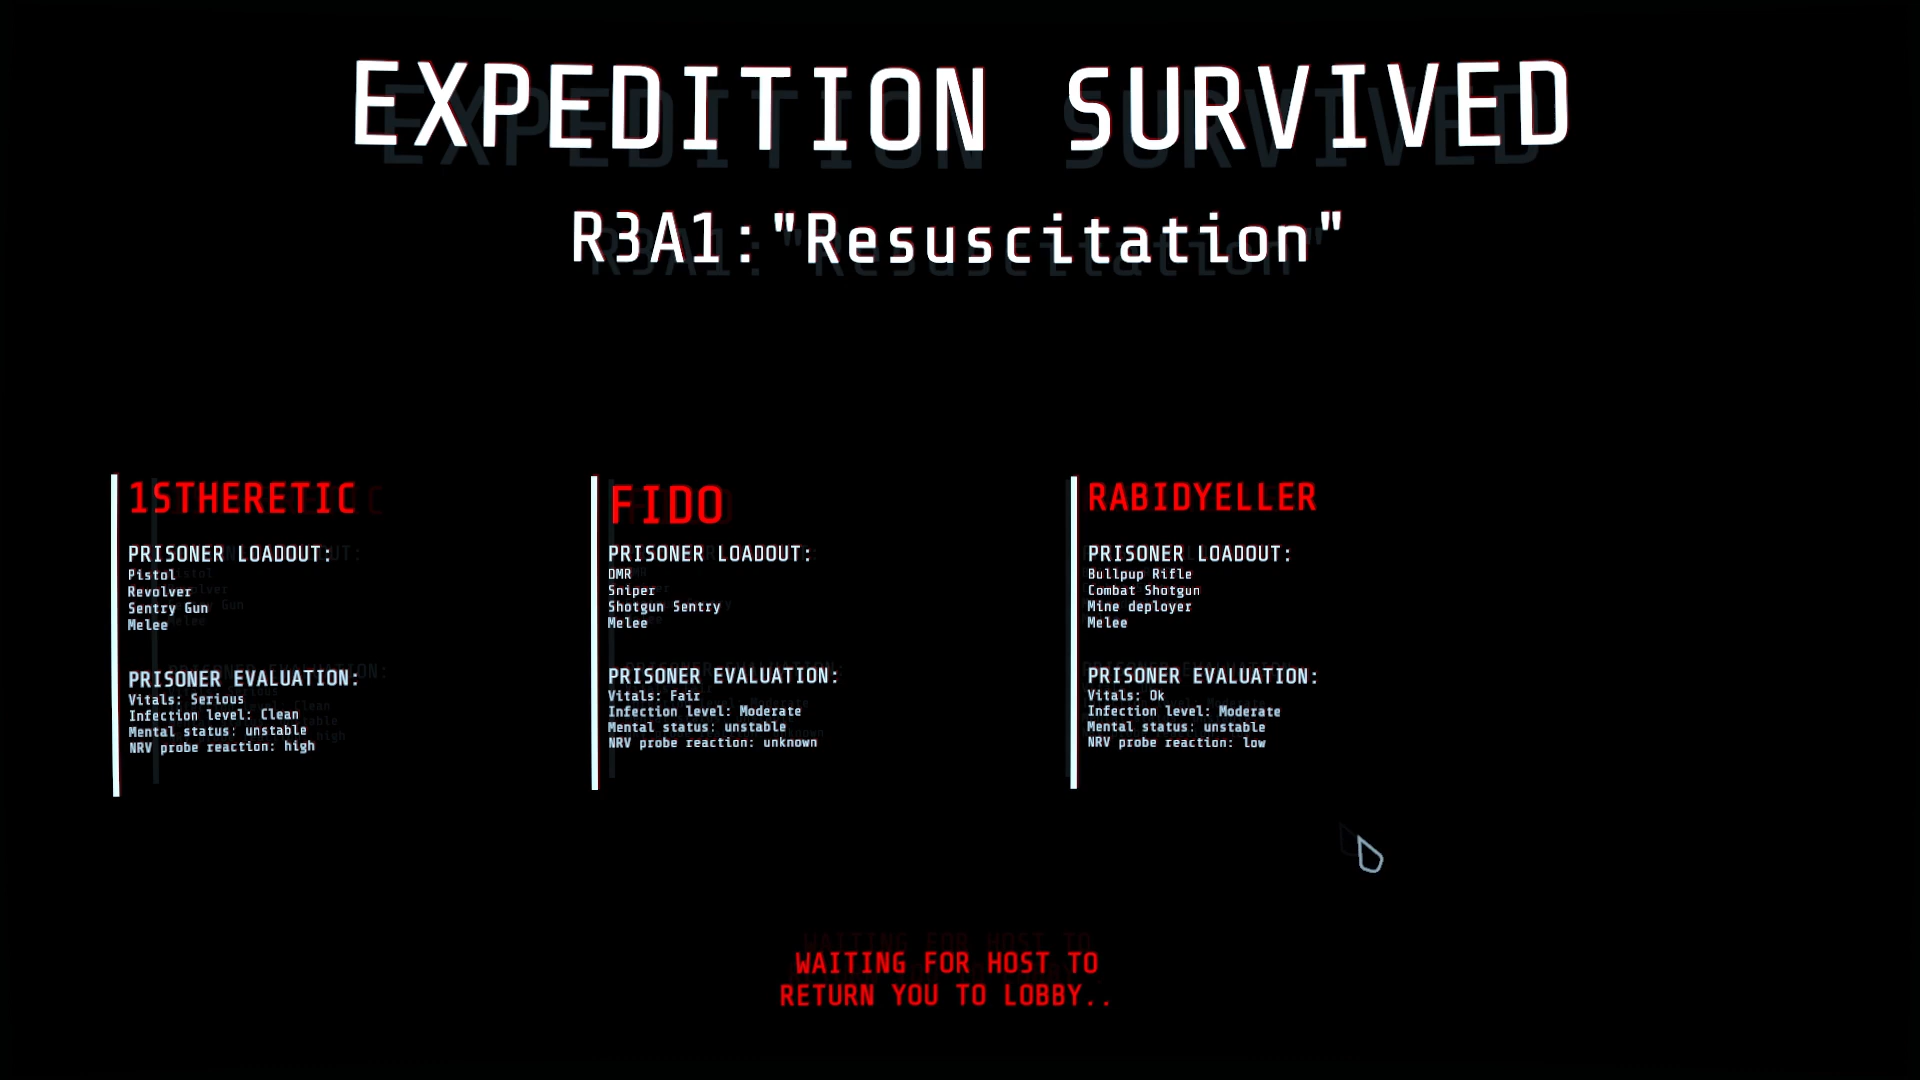 EXPEDITION SURVIVED
R3A1:"Resuscitation"
1STHERETIC
PRISONER LOADOUT:
Pistol
Revolver
Sentry Gun
Melee
PRISONER EVALUATION:
Vitals: Serious
Infection level: Clean
Mental status: unstable
NRV probe reaction: high
FIDO
PRISONER LOADOUT:
DMR
Sniper
Shotgun Sentry
Melee
PRISONER EVALUATION:
Vitals: Fair
Infection level: Moderate
Mental status: unstable
NRV probe reaction: unknown
RABIDYELLER
PRISONER LOADOUT:
Bullpup Rifle
Combat Shotgun
Mine deployer
Melee
PRISONER EVALUATION:
Vitals: Ok
Infection level: Moderate
Mental status: unstable
NRV probe reaction: low
WAITING FOR HOST TO
RETURN YOU TO LOBBY..